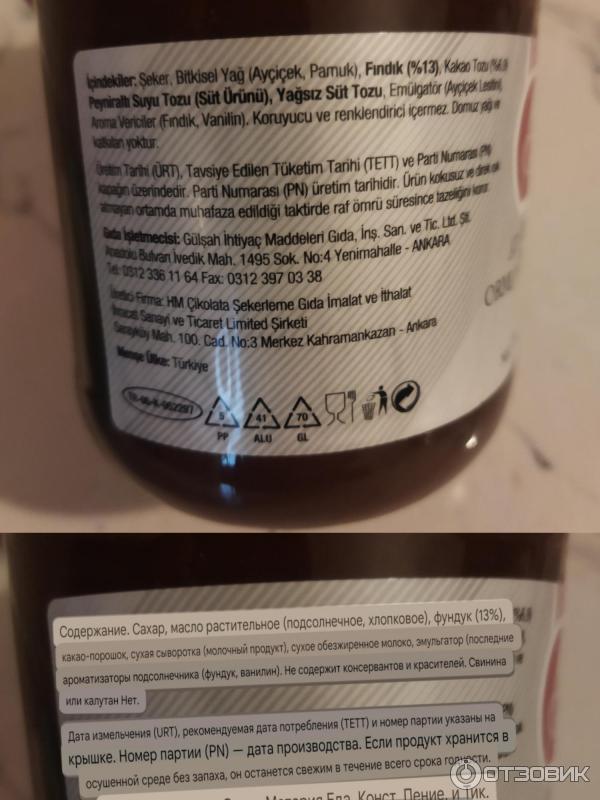 İçindekiler: Şeker, Bitkisel Yağ (Ayçiçek, Pamuk), Fındık (%13), Kakao Tozu
Peyniraltı Suyu Tozu (Süt Ürünü), Yağsız Süt Tozu, Emülgatör (Ayçiçek Lesitini),
Aroma Vericiler (Fındık, Vanilin). Koruyucu ve renklendirici içermez. Domuz yağı ve
katkıları yoktur.
Üretim Tarihi (ÜRT), Tavsiye Edilen Tüketim Tarihi (TETT) ve Parti Numarası (PN)
kapağın üzerindedir. Parti Numarası (PN) üretim tarihidir. Ürün kokusuz ve direk ısı
almayan ortamda muhafaza edildiği taktirde raf ömrü süresince tazeliğini korur.
Gıda İşletmecisi: Gülşah İhtiyaç Maddeleri Gıda, İnş. San. ve Tic. Ltd. Şti.
Anadolu Bulvarı İvedik Mah. 1495 Sok. No:4 Yenimahalle - ANKARA
Tel:0312 336 11 64 Fax: 0312 397 03 38
Üretici Firma: HM Çikolata Şekerleme Gıda İmalat ve İthalat
İhracat Sanayi ve Ticaret Limited Şirketi
Saraykoy Mah. 100. Cad. No:3 Merkez Kahramankazan - Ankara
Menşe Ülke: Türkiye
5 41 70
PP ALU GL
Содержание. Сахар, масло растительное (подсолнечное, хлопковое), фундук (13%),
какао-порошок, сухая сыворотка (молочный продукт), сухое обезжиренное молоко, эмульгатор (последние
ароматизаторы подсолнечника (фундук, ванилин). Не содержит консервантов и красителей. Свинина
или калутан Нет.
Дата измельчения (URT), рекомендуемая дата потребления (TETT) и номер партии указаны на
крышке. Номер партии (PN) — дата производства. Если продукт хранится в
осушенной среде без запаха, он останется свежим в течение всего срока годности.
ОТЗОВИК